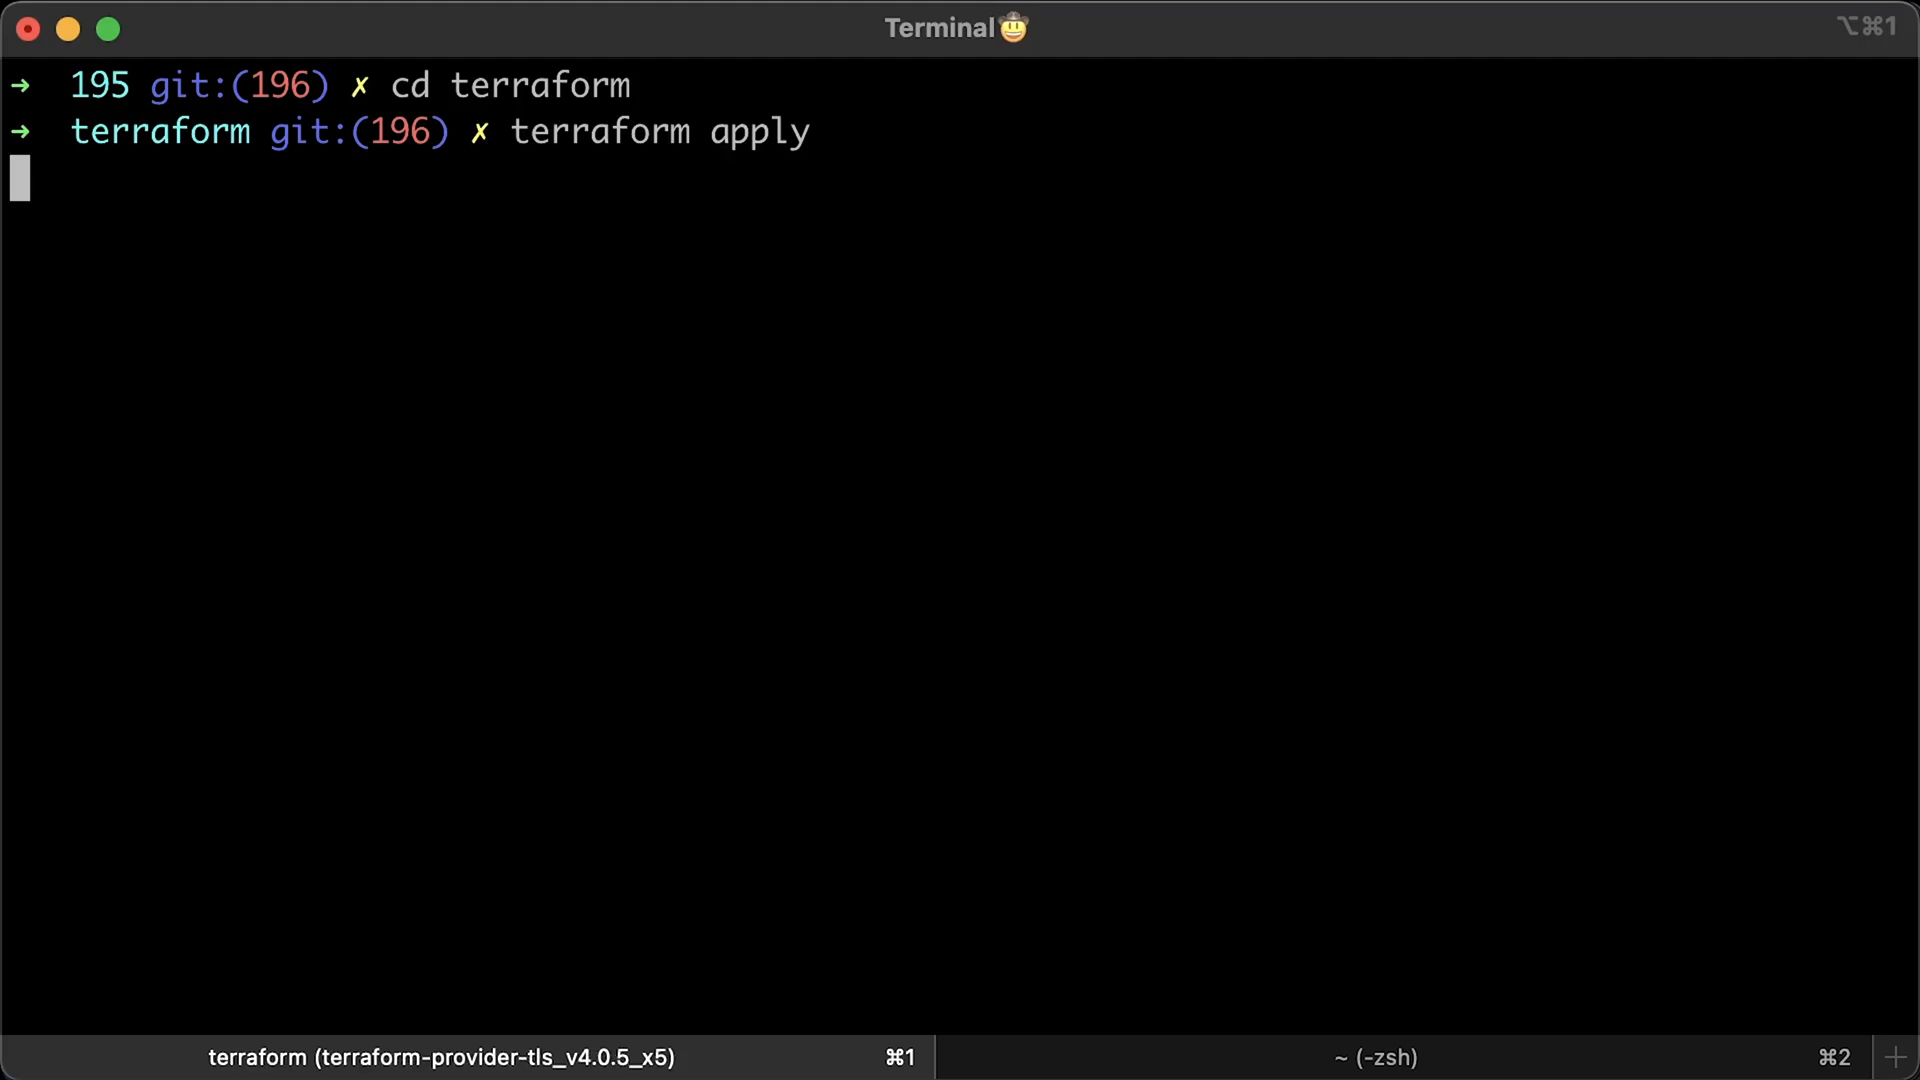 Terminal🤠
⌥⌘1
➜ 195 git:(196) ✗ cd terraform
➜ terraform git:(196) ✗ terraform apply
terraform (terraform-provider-tls_v4.0.5_x5) ⌘1
~ (-zsh) ⌘2